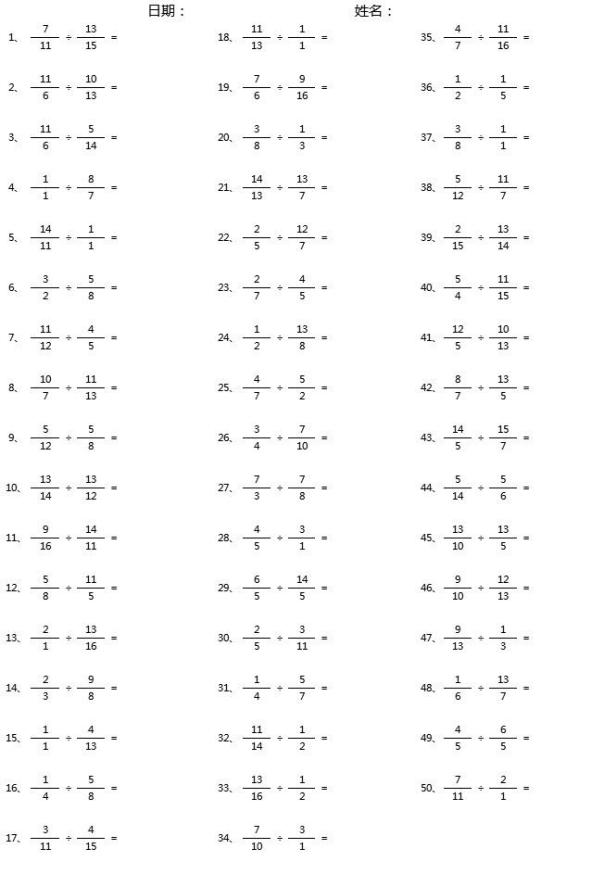 日期： 姓名：
1、 7/11 ÷ 13/15 = 18、 11/13 ÷ 1/1 = 35、 4/7 ÷ 11/16 =
2、 11/6 ÷ 10/13 = 19、 7/6 ÷ 9/16 = 36、 1/2 ÷ 1/5 =
3、 11/6 ÷ 5/14 = 20、 3/8 ÷ 1/3 = 37、 3/8 ÷ 1/1 =
4、 1/1 ÷ 8/7 = 21、 14/13 ÷ 13/7 = 38、 5/12 ÷ 11/7 =
5、 14/11 ÷ 1/1 = 22、 2/5 ÷ 12/7 = 39、 2/15 ÷ 13/14 =
6、 3/2 ÷ 5/8 = 23、 2/7 ÷ 4/5 = 40、 5/4 ÷ 11/15 =
7、 11/12 ÷ 4/5 = 24、 1/2 ÷ 13/8 = 41、 12/5 ÷ 10/13 =
8、 10/7 ÷ 11/13 = 25、 4/7 ÷ 5/2 = 42、 8/7 ÷ 13/5 =
9、 5/12 ÷ 5/8 = 26、 3/4 ÷ 7/10 = 43、 14/5 ÷ 15/7 =
10、 13/14 ÷ 13/12 = 27、 7/3 ÷ 7/8 = 44、 5/14 ÷ 5/6 =
11、 9/16 ÷ 14/11 = 28、 4/5 ÷ 3/1 = 45、 13/10 ÷ 13/5 =
12、 5/8 ÷ 11/5 = 29、 6/5 ÷ 14/5 = 46、 9/10 ÷ 12/13 =
13、 2/1 ÷ 13/16 = 30、 2/5 ÷ 3/11 = 47、 9/13 ÷ 1/3 =
14、 2/3 ÷ 9/8 = 31、 1/4 ÷ 5/7 = 48、 1/6 ÷ 13/7 =
15、 1/1 ÷ 4/13 = 32、 11/14 ÷ 1/2 = 49、 4/5 ÷ 6/5 =
16、 1/4 ÷ 5/8 = 33、 13/16 ÷ 1/2 = 50、 7/11 ÷ 2/1 =
17、 3/11 ÷ 4/15 = 34、 7/10 ÷ 3/1 =